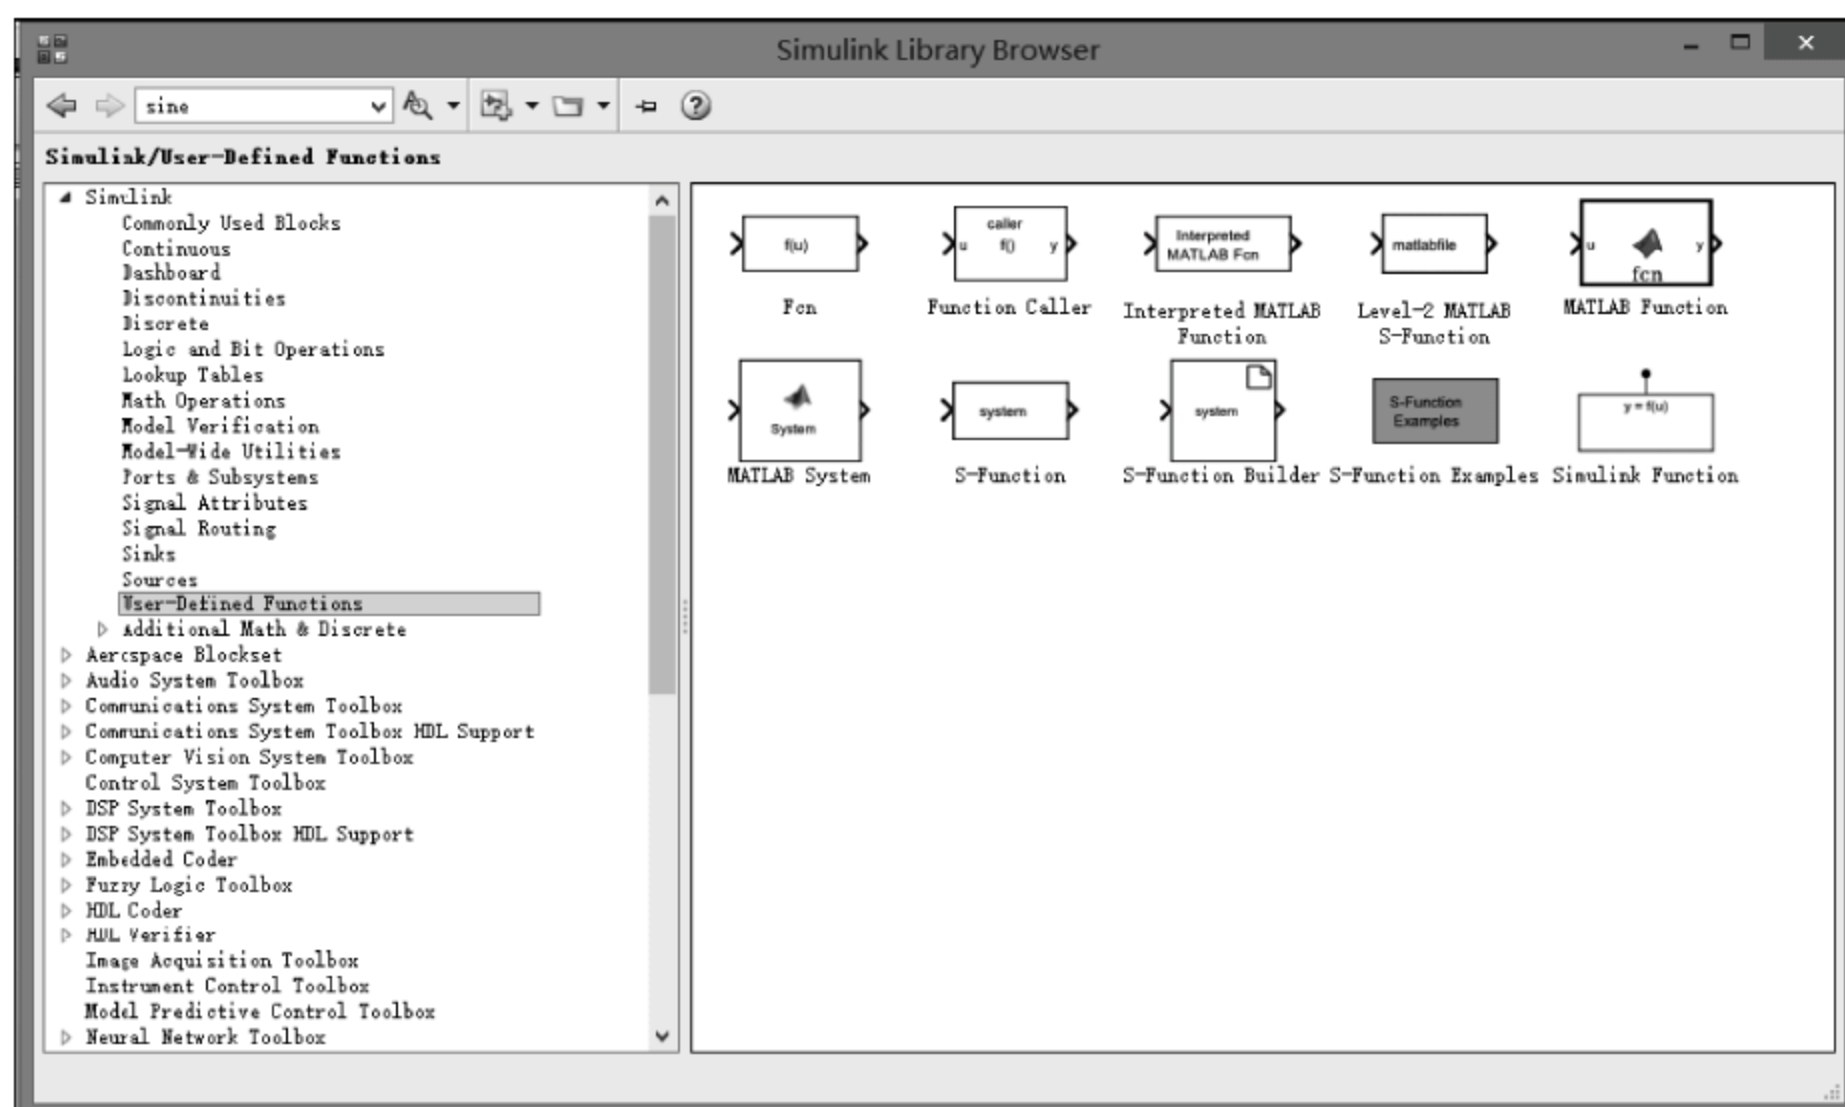 Simulink Library Browser
sine
Simulink/User-Defined Functions
Simulink
Commonly Used Blocks
Continuous
Dashboard
Discontinuities
Discrete
Logic and Bit Operations
Lookup Tables
Math Operations
Model Verification
Model-Wide Utilities
Ports & Subsystems
Signal Attributes
Signal Routing
Sinks
Sources
User-Defined Functions
Additional Math & Discrete
Aerospace Blockset
Audio System Toolbox
Communications System Toolbox
Communications System Toolbox HDL Support
Computer Vision System Toolbox
Control System Toolbox
DSP System Toolbox
DSP System Toolbox HDL Support
Embedded Coder
Fuzzy Logic Toolbox
HDL Coder
HDL Verifier
Image Acquisition Toolbox
Instrument Control Toolbox
Model Predictive Control Toolbox
Neural Network Toolbox
f(u)
Fcn
caller
u f() y
Function Caller
Interpreted
MATLAB Fcn
Interpreted MATLAB
Function
matlabfile
Level-2 MATLAB
S-Function
u y
fcn
MATLAB Function
System
MATLAB System
system
S-Function
system
S-Function Builder
S-Function
Examples
S-Function Examples
y = f(u)
Simulink Function